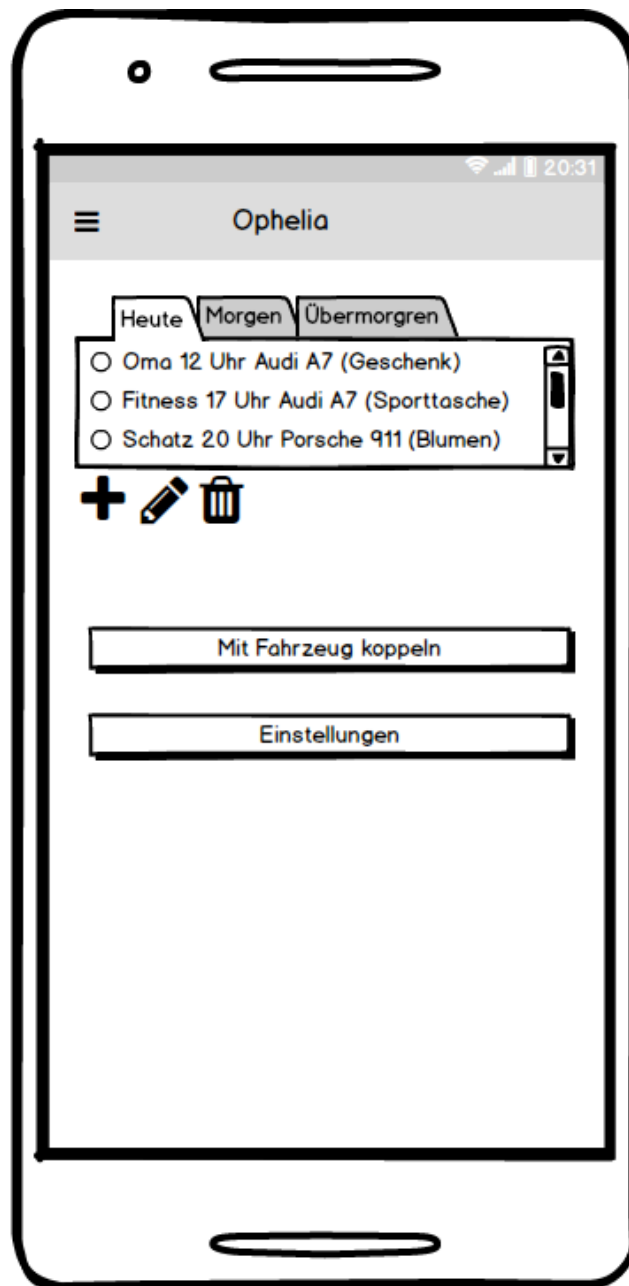 20:31
Ophelia
Heute Morgen Übermorgren
Oma 12 Uhr Audi A7 (Geschenk)
Fitness 17 Uhr Audi A7 (Sporttasche)
Schatz 20 Uhr Porsche 911 (Blumen)
Mit Fahrzeug koppeln
Einstellungen